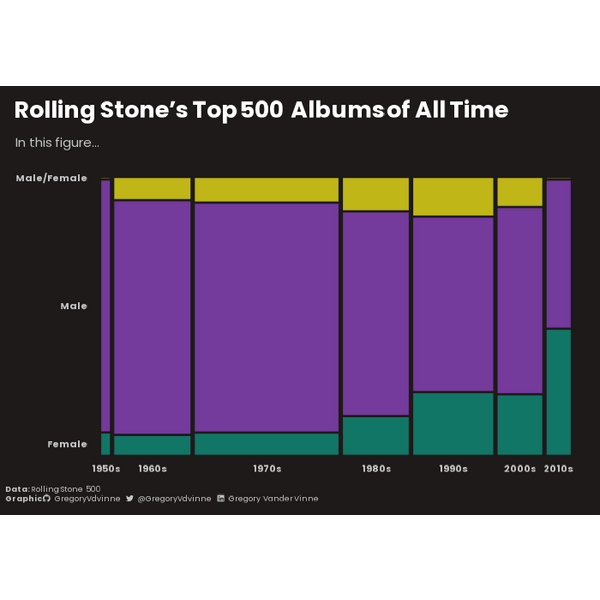 Rolling Stone's Top 500 Albums of All Time
In this figure...
Male/Female
Male
Female
1950s 1960s 1970s 1980s 1990s 2000s 2010s
Data: Rolling Stone 500
Graphic GregoryVdvinne @GregoryVdvinne Gregory Vander Vinne